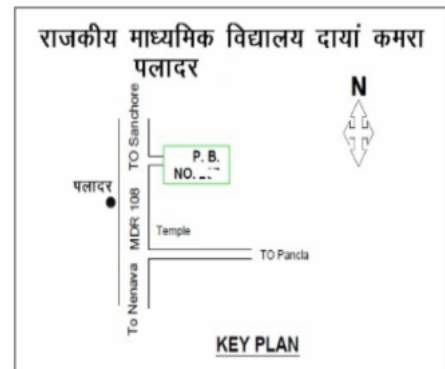 राजकीय माध्यमिक विद्यालय दायां कमरा
पलादर
N
TO Sanchore
P. B.
NO.
पलादर
MDR 108
Temple
TO Pancla
To Nenava
KEY PLAN